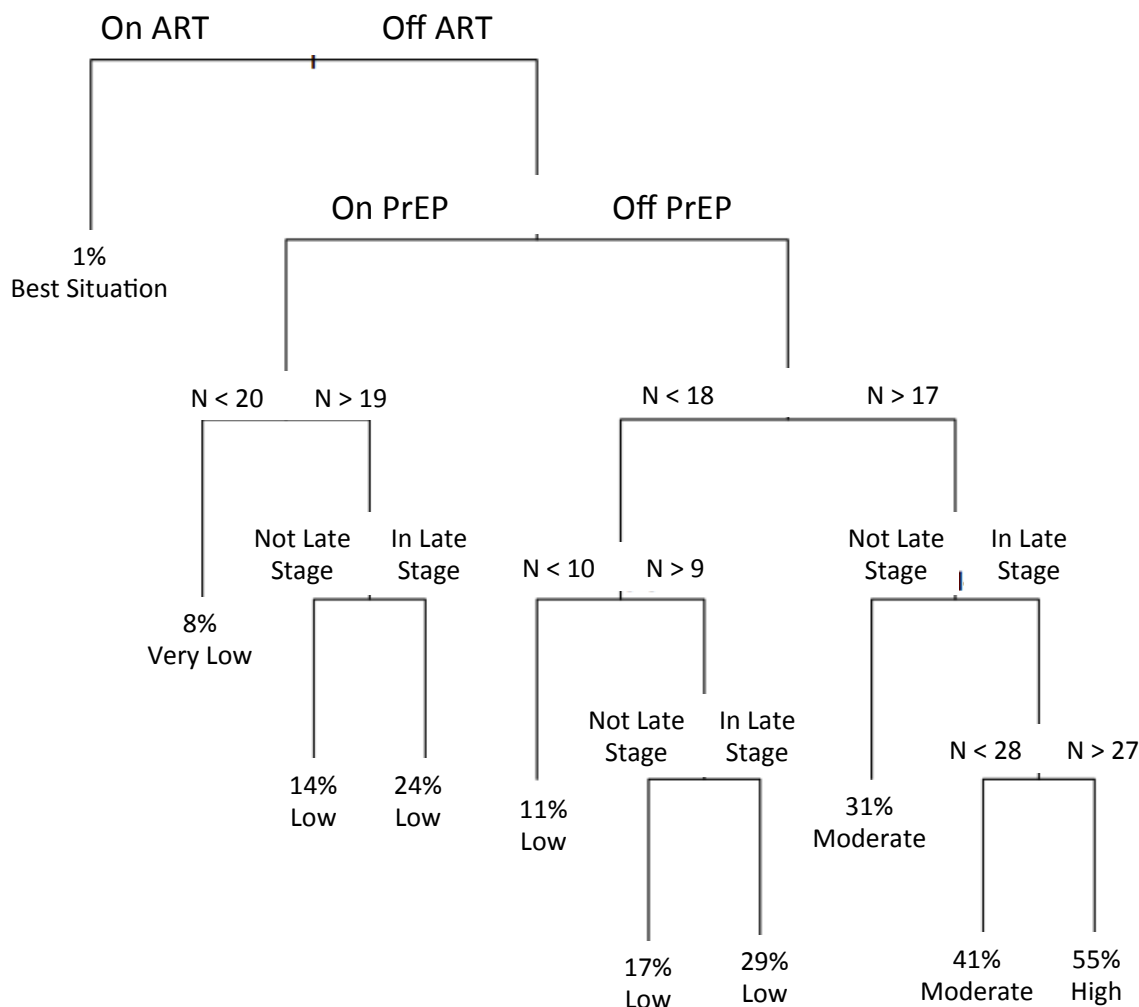 On ART Off ART
On PrEP Off PrEP
1%
Best Situation
N < 20 N > 19 N < 18 N > 17
Not Late
Stage
In Late
Stage
N < 10 N > 9
Not Late
Stage
In Late
Stage
8%
Very Low
Not Late
Stage
In Late
Stage
N < 28 N > 27
14%
Low
24%
Low
11%
Low
31%
Moderate
17%
Low
29%
Low
41%
Moderate
55%
High